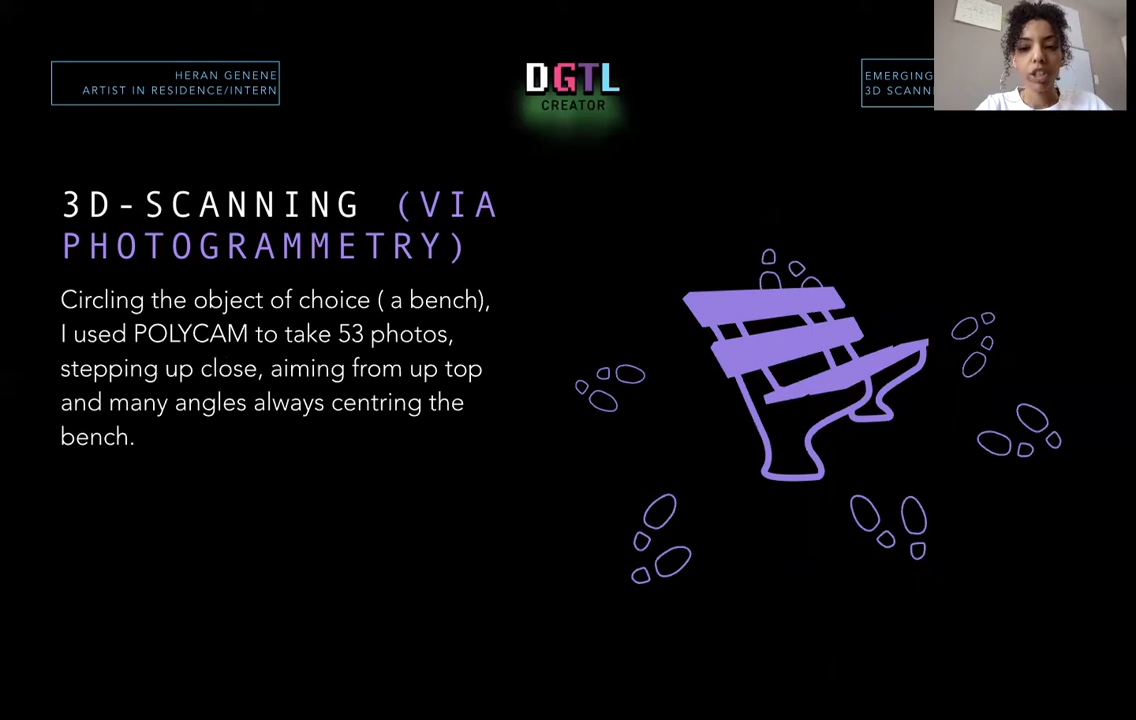 HERAN GENENE
ARTIST IN RESIDENCE/INTERN
DGTL
CREATOR
EMERGING
3D
3D-SCANNING (VIA
PHOTOGRAMMETRY)
Circling the object of choice ( a bench),
I used POLYCAM to take 53 photos,
stepping up close, aiming from up top
and many angles always centring the
bench.